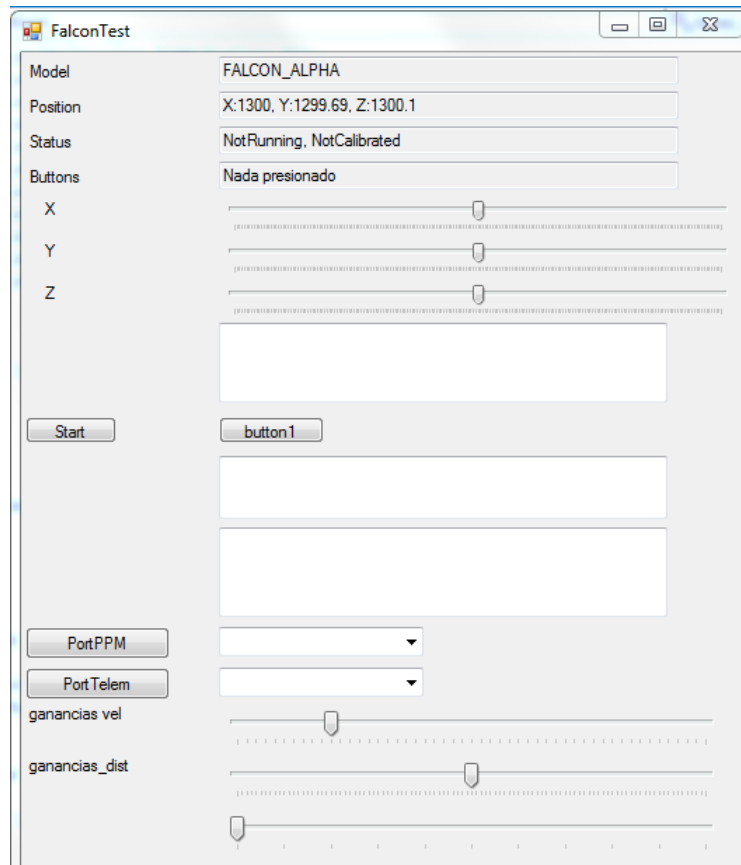 FalconTest
Model FALCON_ALPHA
Position X:1300, Y:1299.69, Z:1300.1
Status NotRunning, NotCalibrated
Buttons Nada presionado
X
Y
Z
Start button1
PortPPM
PortTelem
ganancias vel
ganancias_dist